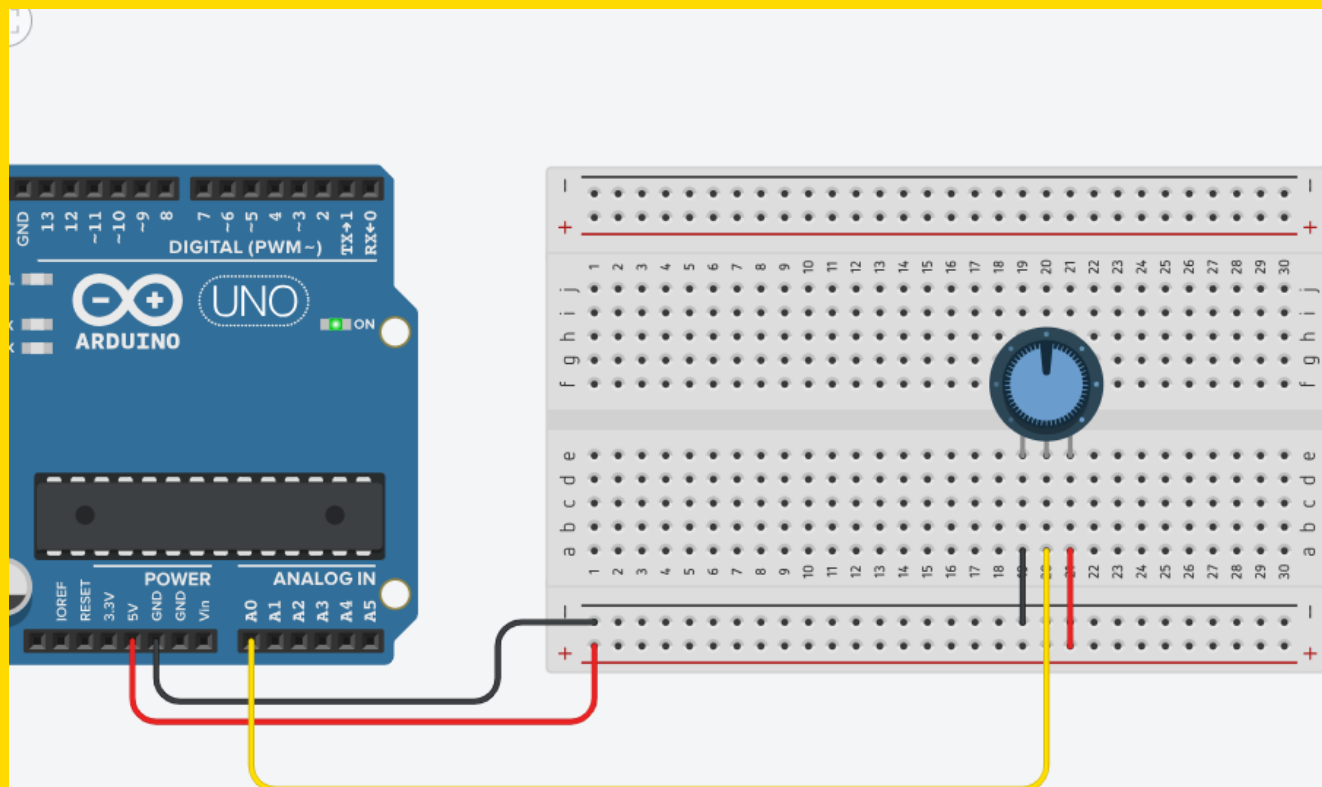 GND 13 12 ~11 ~10 ~9 8 7 ~6 ~5 4 ~3 2 TX→1 RX←0
DIGITAL (PWM~)
UNO
ON
ARDUINO
POWER
ANALOG IN
IOREF RESET 3.3V 5V GND GND Vin A0 A1 A2 A3 A4 A5
− −
+ +
1 2 3 4 5 6 7 8 9 10 11 12 13 14 15 16 17 18 19 20 21 22 23 24 25 26 27 28 29 30
j j
i i
h h
g g
f f
e e
d d
c c
b b
a a
1 2 3 4 5 6 7 8 9 10 11 12 13 14 15 16 17 18 19 20 21 22 23 24 25 26 27 28 29 30
− −
+ +